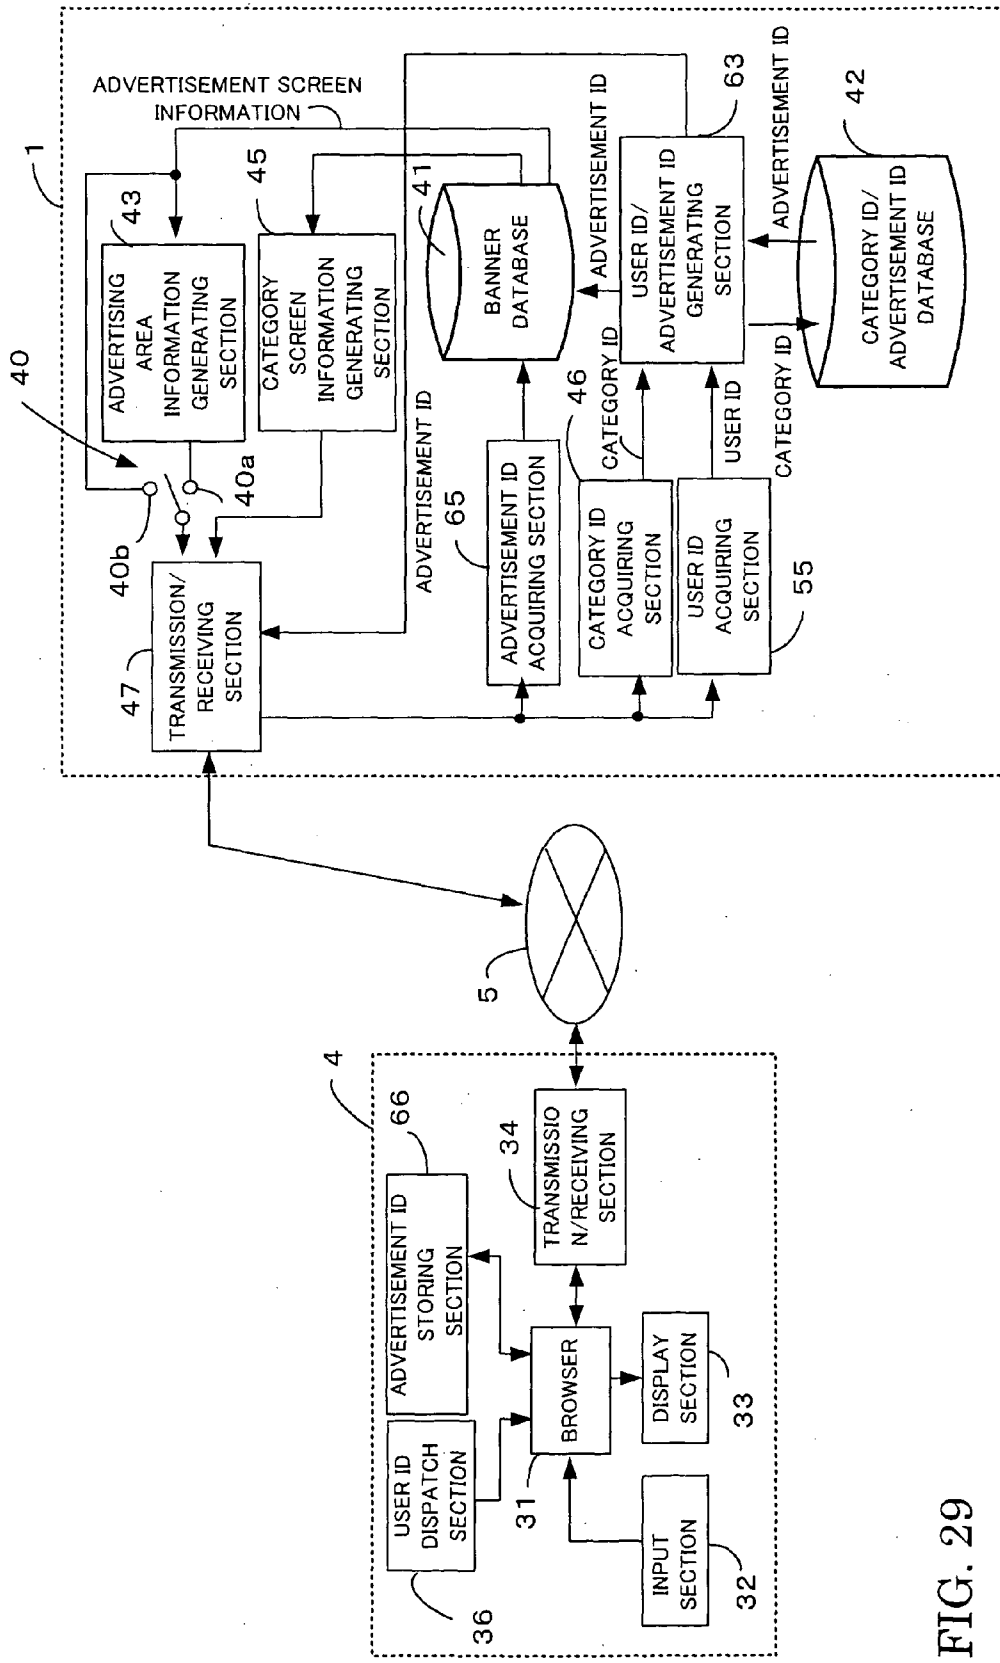 FIG. 29
1
ADVERTISEMENT SCREEN
INFORMATION
40
40b
40a
43
ADVERTISING
AREA
INFORMATION
GENERATING
SECTION
45
CATEGORY
SCREEN
INFORMATION
GENERATING
SECTION
47
TRANSMISSION/
RECEIVING
SECTION
ADVERTISEMENT ID
41
BANNER
DATABASE
65
ADVERTISEMENT ID
ACQUIRING SECTION
ADVERTISEMENT ID
46
CATEGORY ID
ACQUIRING
SECTION
CATEGORY ID
63
USER ID/
ADVERTISEMENT ID
GENERATING
SECTION
USER ID
ACQUIRING
SECTION
55
USER ID
CATEGORY ID
ADVERTISEMENT ID
42
CATEGORY ID/
ADVERTISEMENT ID
DATABASE
5
4
66
ADVERTISEMENT ID
STORING
SECTION
USER ID
DISPATCH
SECTION
36
34
TRANSMISSIO
N/RECEIVING
SECTION
BROWSER
31
DISPLAY
SECTION
33
INPUT
SECTION
32